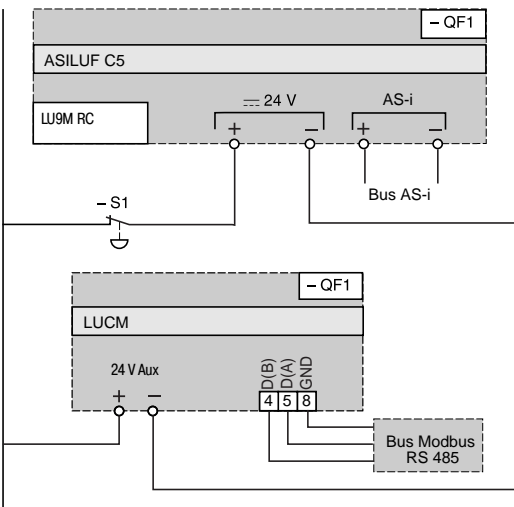 – QF1
ASILUF C5
LU9M RC
24 V
AS-i
+ – + –
Bus AS-i
– S1
– QF1
LUCM
24 V Aux
D(B) D(A) GND
+ –
4 5 8
Bus Modbus
RS 485